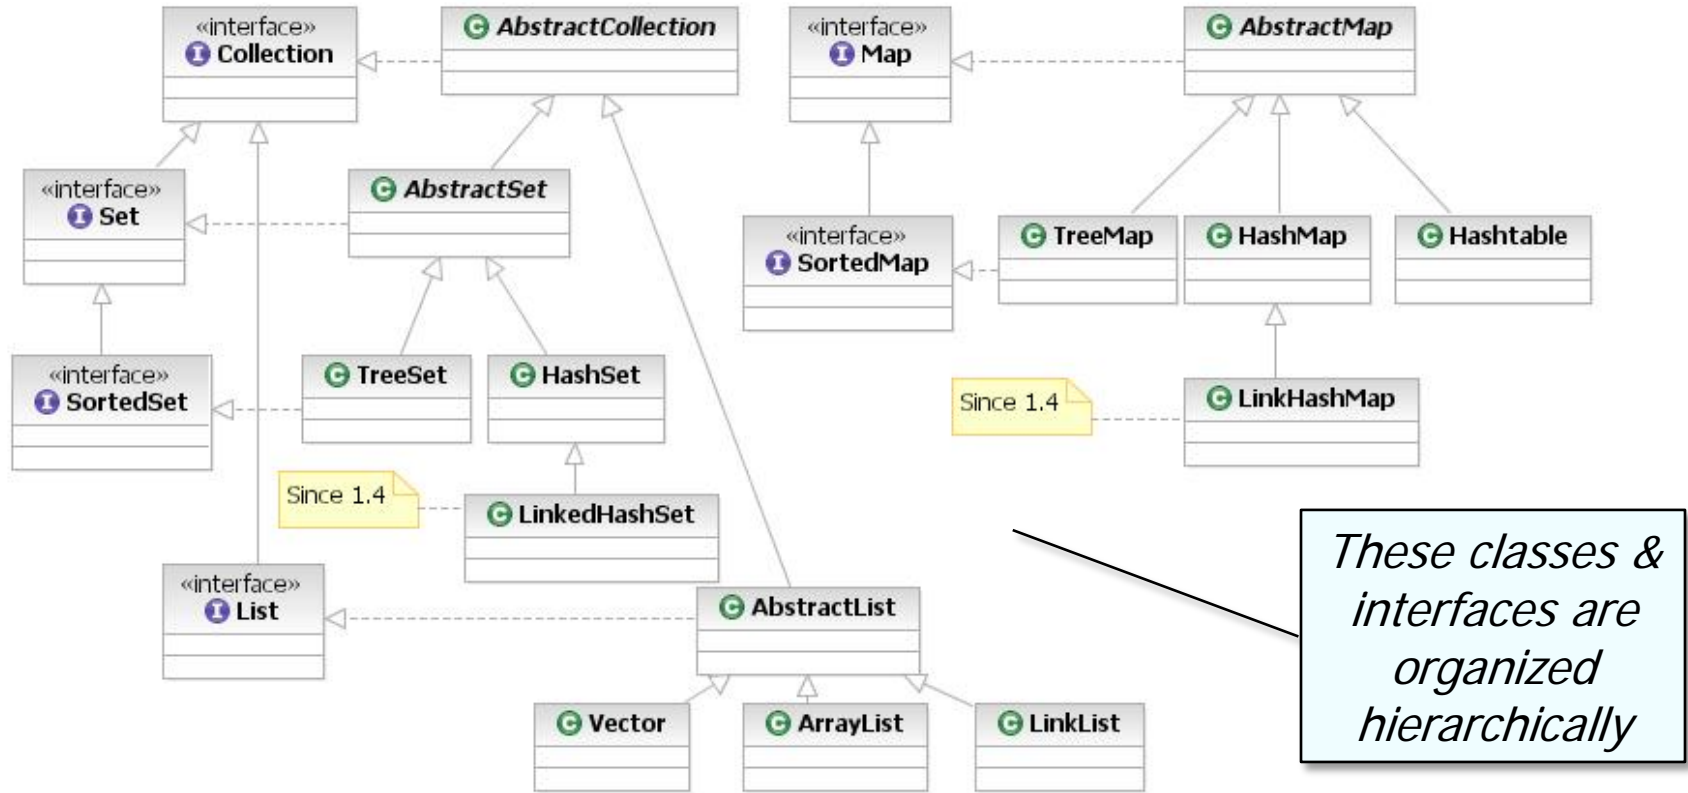 «interface»
I Collection
C AbstractCollection
«interface»
I Map
C AbstractMap
«interface»
I Set
C AbstractSet
«interface»
I SortedMap
C TreeMap
C HashMap
C Hashtable
«interface»
I SortedSet
C TreeSet
C HashSet
Since 1.4
C LinkHashMap
Since 1.4
C LinkedHashSet
«interface»
I List
C AbstractList
C Vector
C ArrayList
C LinkList
These classes &
interfaces are
organized
hierarchically